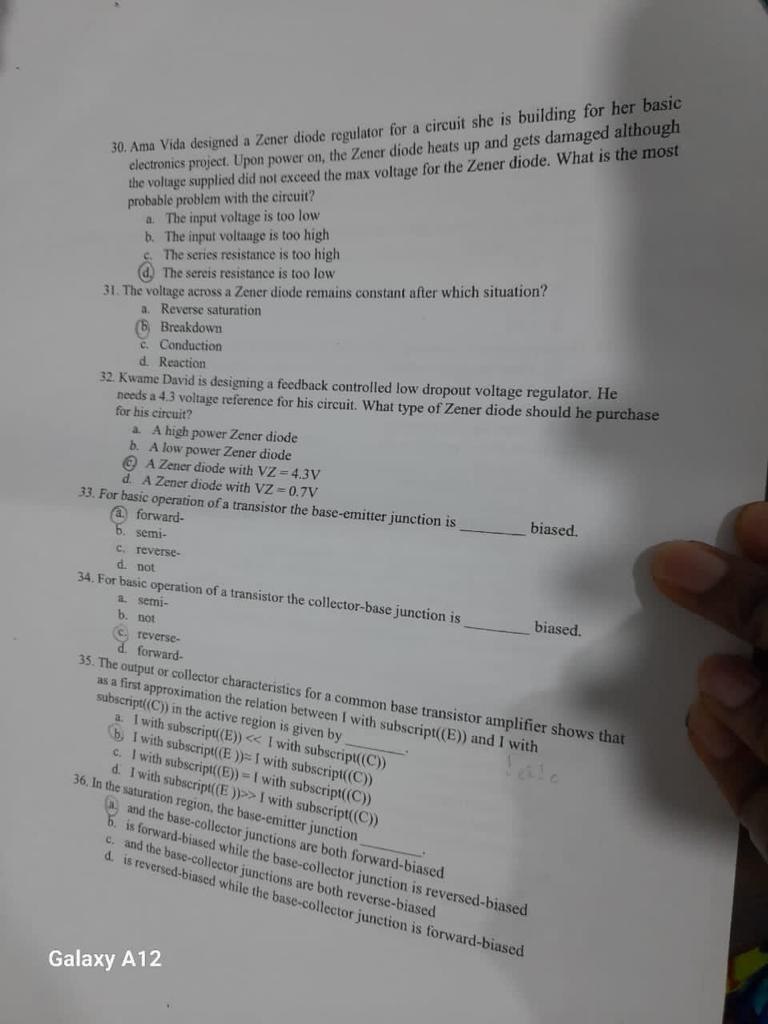 30. Ama Vida designed a Zener diode regulator for a circuit she is building for her basic
electronics project. Upon power on, the Zener diode heats up and gets damaged although
the voltage supplied did not exceed the max voltage for the Zener diode. What is the most
probable problem with the circuit?
a. The input voltage is too low
b. The input voltaage is too high
c. The series resistance is too high
d. The sereis resistance is too low
31. The voltage across a Zener diode remains constant after which situation?
a. Reverse saturation
b. Breakdown
c. Conduction
d. Reaction
32. Kwame David is designing a feedback controlled low dropout voltage regulator. He
needs a 4.3 voltage reference for his circuit. What type of Zener diode should he purchase
for his circuit?
a. A high power Zener diode
b. A low power Zener diode
c. A Zener diode with VZ = 4.3V
d. A Zener diode with VZ = 0.7V
33. For basic operation of a transistor the base-emitter junction is ________ biased.
a. forward-
b. semi-
c. reverse-
d. not
34. For basic operation of a transistor the collector-base junction is ________ biased.
a. semi-
b. not
c. reverse-
d. forward-
35. The output or collector characteristics for a common base transistor amplifier shows that
as a first approximation the relation between I with subscript((E)) and I with
subscript((C)) in the active region is given by ________.
a. I with subscript((E)) << I with subscript((C))
b. I with subscript((E ))≈ I with subscript((C))
c. I with subscript((E)) = I with subscript((C))
d. I with subscript((E ))>> I with subscript((C))
36. In the saturation region, the base-emitter junction ________.
a. and the base-collector junctions are both forward-biased
b. is forward-biased while the base-collector junction is reversed-biased
c. and the base-collector junctions are both reverse-biased
d. is reversed-biased while the base-collector junction is forward-biased
Galaxy A12